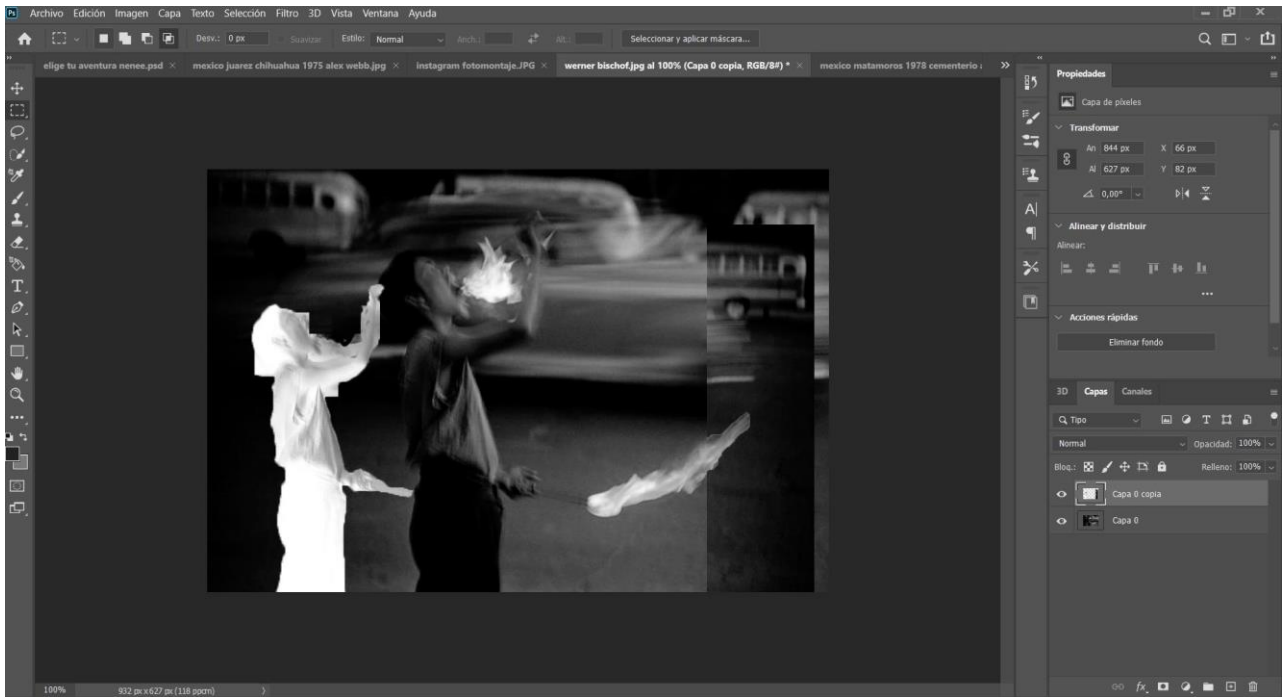 Ps Archivo Edición Imagen Capa Texto Selección Filtro 3D Vista Ventana Ayuda
Desv.: 0 px Suavizar Estilo: Normal Anch.: Alt.: Seleccionar y aplicar máscara...
elige tu aventura nenee.psd × mexico juarez chihuahua 1975 alex webb.jpg × instagram fotomontaje.JPG × werner bischof.jpg al 100% (Capa 0 copia, RGB/8#) * × mexico matamoros 1978 cementerio
Propiedades
Capa de píxeles
Transformar
An 844 px X 66 px
Al 627 px Y 82 px
0,00°
Alinear y distribuir
Alinear:
Acciones rápidas
Eliminar fondo
3D Capas Canales
Tipo
Normal Opacidad: 100%
Bloq.: Relleno: 100%
Capa 0 copia
Capa 0
100% 932 px x 627 px (118 ppcm)